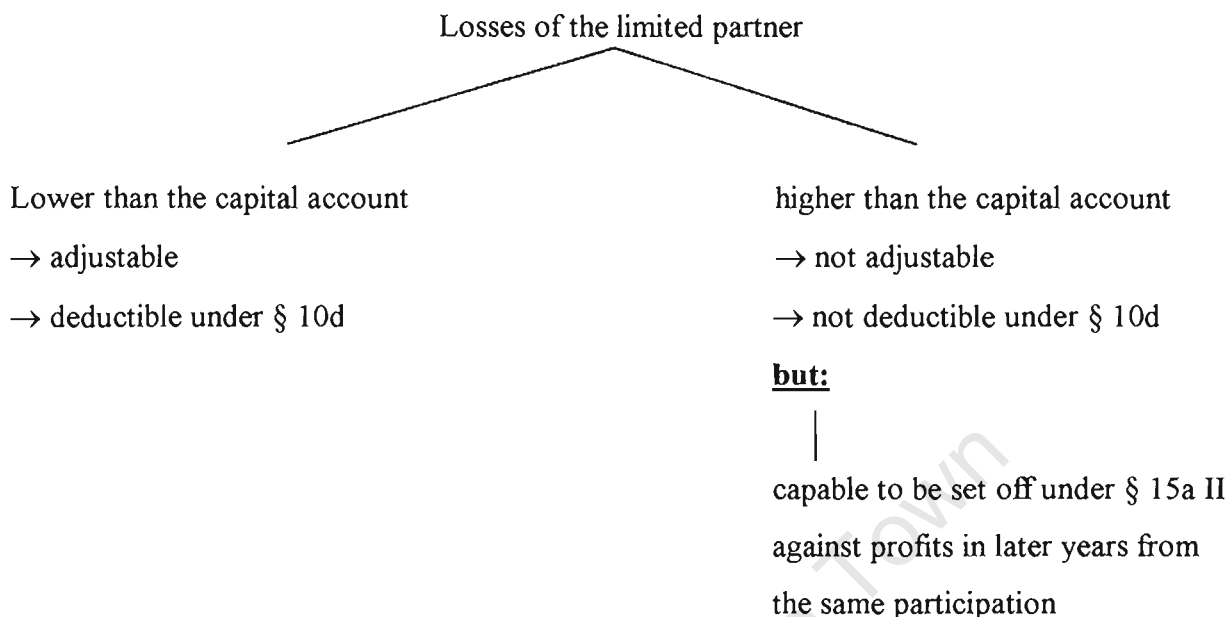 Losses of the limited partner
Lower than the capital account
→ adjustable
→ deductible under § 10d
higher than the capital account
→ not adjustable
→ not deductible under § 10d
but:
capable to be set off under § 15a II
against profits in later years from
the same participation
Town